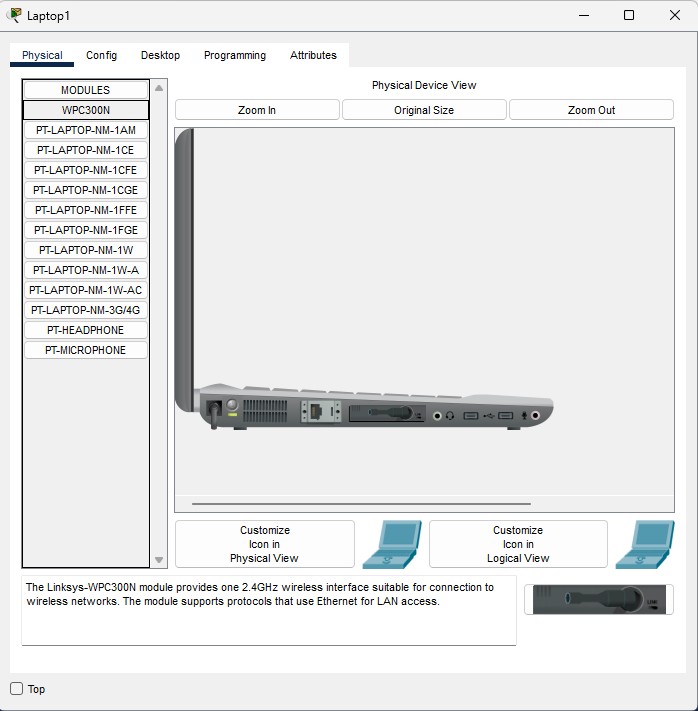 Laptop1
Physical
Config
Desktop
Programming
Attributes
MODULES
WPC300N
PT-LAPTOP-NM-1AM
PT-LAPTOP-NM-1CE
PT-LAPTOP-NM-1CFE
PT-LAPTOP-NM-1CGE
PT-LAPTOP-NM-1FFE
PT-LAPTOP-NM-1FGE
PT-LAPTOP-NM-1W
PT-LAPTOP-NM-1W-A
PT-LAPTOP-NM-1W-AC
PT-LAPTOP-NM-3G/4G
PT-HEADPHONE
PT-MICROPHONE
Physical Device View
Zoom In
Original Size
Zoom Out
Customize
Icon in
Physical View
Customize
Icon in
Logical View
The Linksys-WPC300N module provides one 2.4GHz wireless interface suitable for connection to
wireless networks. The module supports protocols that use Ethernet for LAN access.
Top